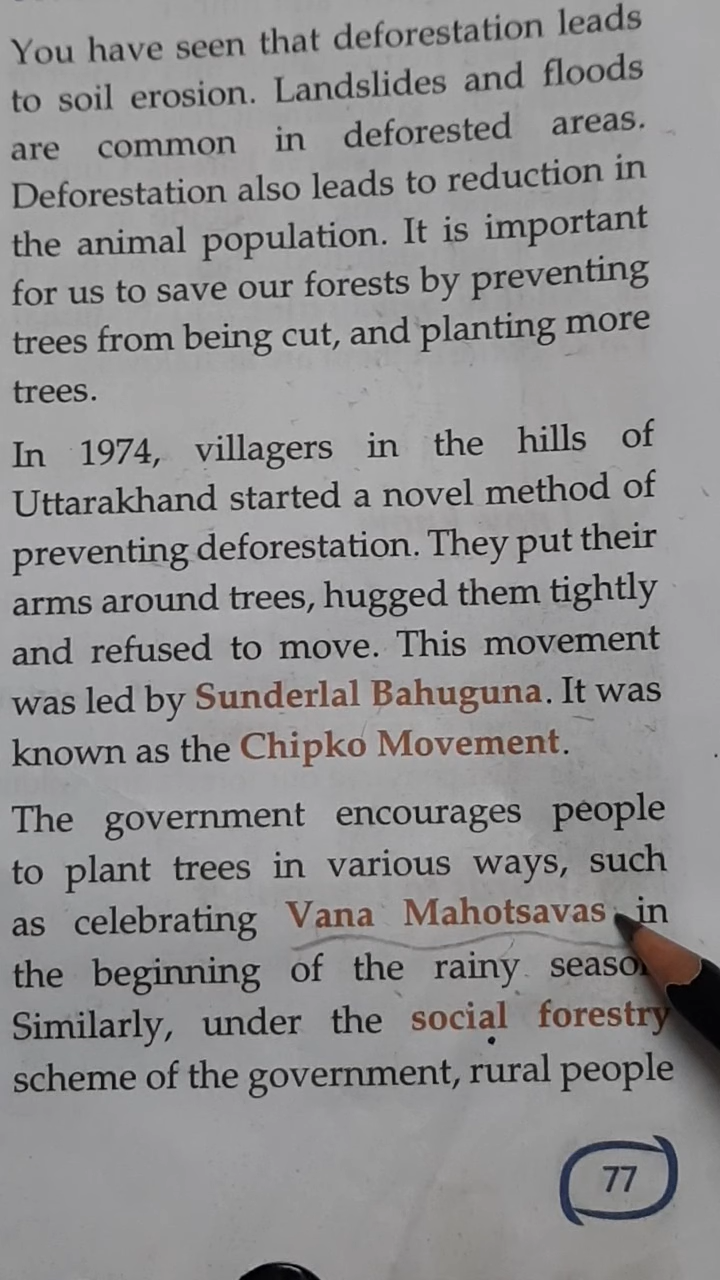 You have seen that deforestation leads
to soil erosion. Landslides and floods
are common in deforested areas.
Deforestation also leads to reduction in
the animal population. It is important
for us to save our forests by preventing
trees from being cut, and planting more
trees.
In 1974, villagers in the hills of
Uttarakhand started a novel method of
preventing deforestation. They put their
arms around trees, hugged them tightly
and refused to move. This movement
was led by Sunderlal Bahuguna. It was
known as the Chipko Movement.
The government encourages people
to plant trees in various ways, such
as celebrating Vana Mahotsavas in
the beginning of the rainy
Similarly, under the social forestry
scheme of the government, rural people
77